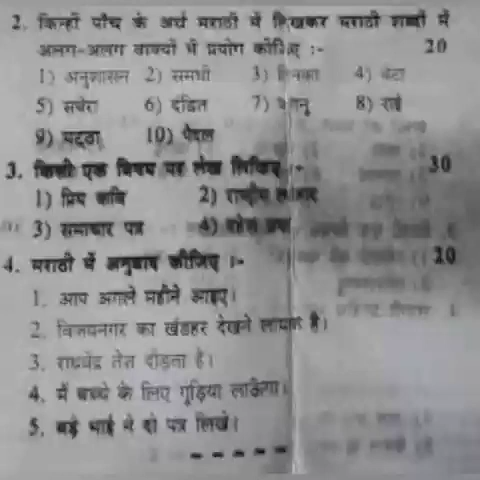 2. किन्हीं पाँच के अर्थ मराठी में लिखकर मराठी शब्दों में
अलग-अलग वाक्यों में प्रयोग कीजिए :- 20
1) अनुशासन 2) समधी 3) 4) बेटा
5) सवेरा 6) दंडित 7) 8) राई
9) 10) पैदल
3. किसी एक विषय पर लेख लिखिए :- 30
1) प्रिय कवि 2) राष्ट्रीय
3) समाचार पत्र 4)
4. मराठी में अनुवाद कीजिए :- 20
1. आप अगले महीने आइए।
2. विजयनगर का खंडहर देखने लायक है।
3. राघवेंद्र तेज दौड़ता है।
4. मैं बच्चे के लिए गुड़िया लाऊँगा।
5. बड़े भाई ने दो पत्र लिखे।
- - - - -